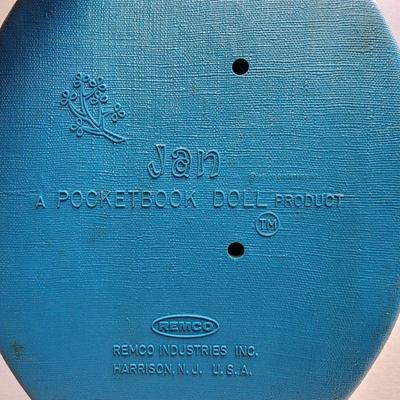 Jan
A POCKETBOOK DOLL PRODUCT
TM
REMCO
REMCO INDUSTRIES INC.
HARRISON, N.J. U.S.A.